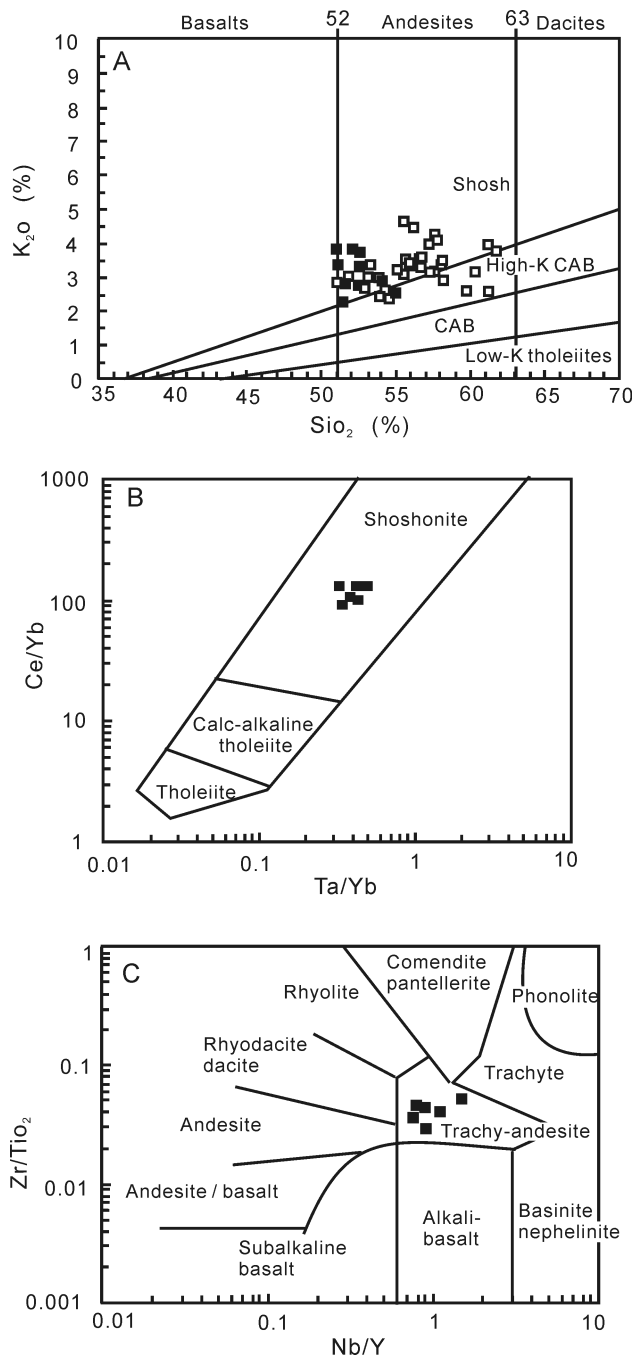 Basalts 52 Andesites 63 Dacites
A
10
9
8
7
6
5
4
3
2
1
0
K2o (%)
Shosh
High-K CAB
CAB
Low-K tholeiites
35 40 45 50 55 60 65 70
Sio2 (%)
B
1000
100
10
1
Ce/Yb
Shoshonite
Calc-alkaline
tholeiite
Tholeiite
0.01 0.1 1 10
Ta/Yb
C
1
0.1
0.01
0.001
Zr/Tio2
Comendite
pantellerite
Rhyolite
Phonolite
Rhyodacite
dacite
Trachyte
Andesite
Trachy-andesite
Andesite / basalt
Subalkaline
basalt
Alkali-
basalt
Basinite
nephelinite
0.01 0.1 1 10
Nb/Y